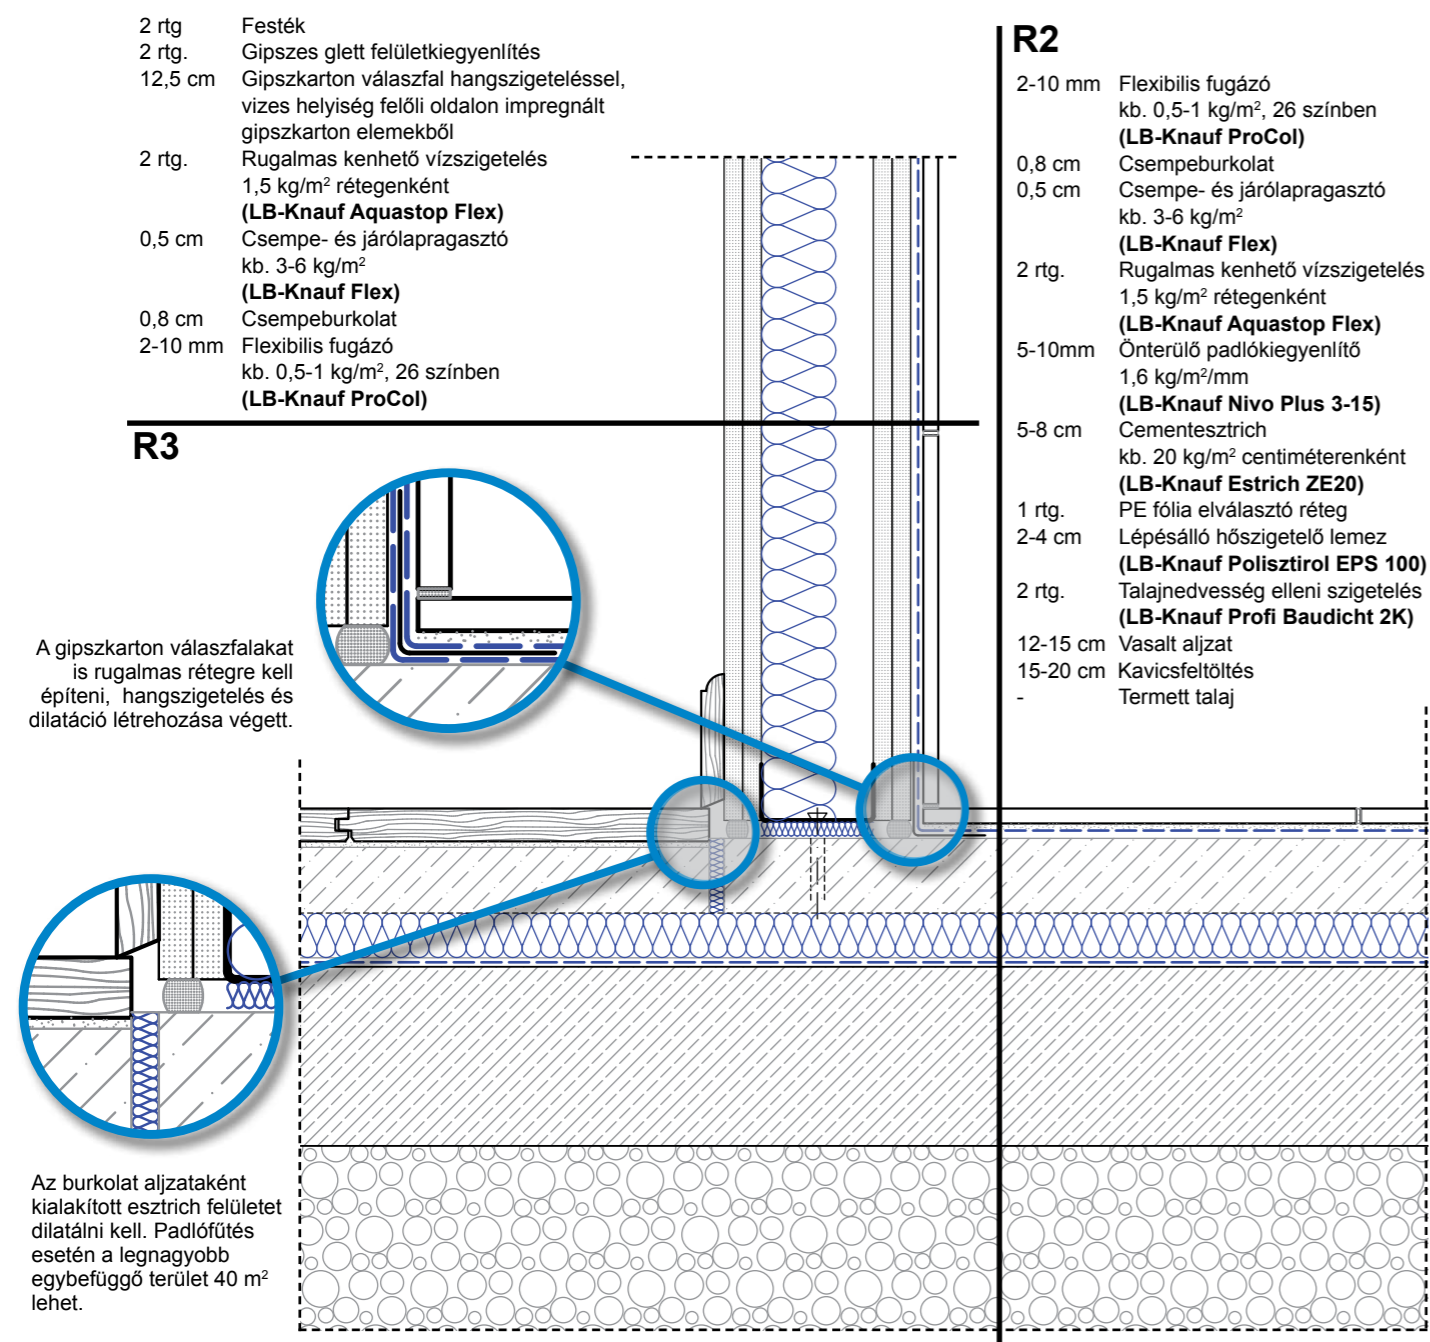 2 rtg Festék
2 rtg. Gipszes glett felületkiegyenlítés
12,5 cm Gipszkarton válaszfal hangszigeteléssel,
vizes helyiség felőli oldalon impregnált
gipszkarton elemekből
2 rtg. Rugalmas kenhető vízszigetelés
1,5 kg/m² rétegenként
(LB-Knauf Aquastop Flex)
0,5 cm Csempe- és járólapragasztó
kb. 3-6 kg/m²
(LB-Knauf Flex)
0,8 cm Csempeburkolat
2-10 mm Flexibilis fugázó
kb. 0,5-1 kg/m², 26 színben
(LB-Knauf ProCol)
R3
R2
2-10 mm Flexibilis fugázó
kb. 0,5-1 kg/m², 26 színben
(LB-Knauf ProCol)
0,8 cm Csempeburkolat
0,5 cm Csempe- és járólapragasztó
kb. 3-6 kg/m²
(LB-Knauf Flex)
2 rtg. Rugalmas kenhető vízszigetelés
1,5 kg/m² rétegenként
(LB-Knauf Aquastop Flex)
5-10mm Önterülő padlókiegyenlítő
1,6 kg/m²/mm
(LB-Knauf Nivo Plus 3-15)
5-8 cm Cementesztrich
kb. 20 kg/m² centiméterenként
(LB-Knauf Estrich ZE20)
1 rtg. PE fólia elválasztó réteg
2-4 cm Lépésálló hőszigetelő lemez
(LB-Knauf Polisztirol EPS 100)
2 rtg. Talajnedvesség elleni szigetelés
(LB-Knauf Profi Baudicht 2K)
12-15 cm Vasalt aljzat
15-20 cm Kavicsfeltöltés
- Termett talaj
A gipszkarton válaszfalakat
is rugalmas rétegre kell
építeni, hangszigetelés és
dilatáció létrehozása végett.
Az burkolat aljzataként
kialakított esztrich felületet
dilatálni kell. Padlófűtés
esetén a legnagyobb
egybefüggő terület 40 m²
lehet.